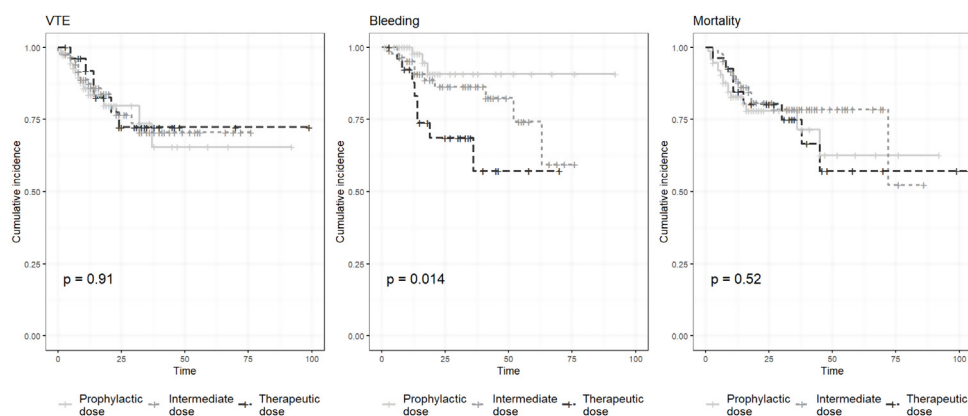 VTE
Cumulative incidence
1.00
0.75
0.50
0.25
0.00
p = 0.91
0 25 50 75 100
Time
Prophylactic dose
Intermediate dose
Therapeutic dose
Bleeding
Cumulative incidence
1.00
0.75
0.50
0.25
0.00
p = 0.014
0 25 50 75 100
Time
Prophylactic dose
Intermediate dose
Therapeutic dose
Mortality
Cumulative incidence
1.00
0.75
0.50
0.25
0.00
p = 0.52
0 25 50 75 100
Time
Prophylactic dose
Intermediate dose
Therapeutic dose